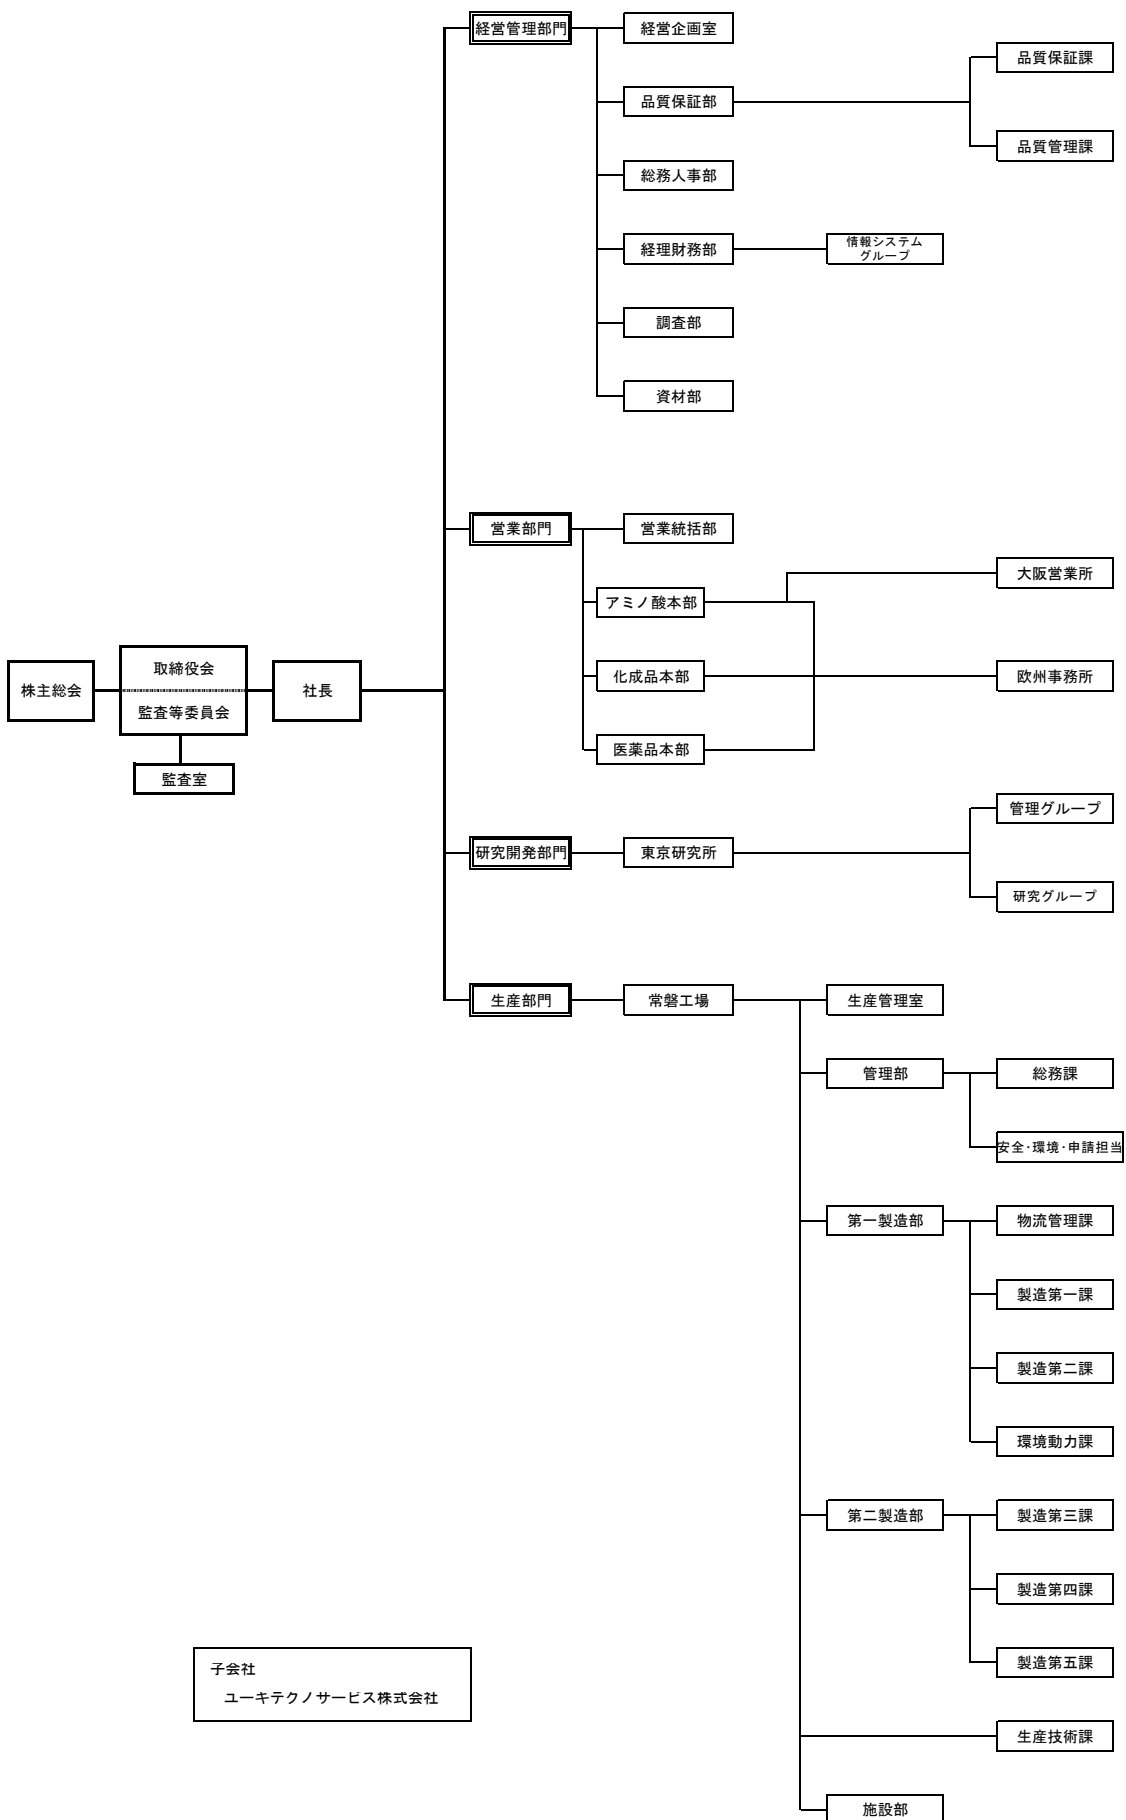 経営管理部門
経営企画室
品質保証課
品質保証部
品質管理課
総務人事部
経理財務部
情報システム
グループ
調査部
資材部
営業部門
営業統括部
大阪営業所
アミノ酸本部
株主総会
取締役会
監査等委員会
社長
化成品本部
欧州事務所
医薬品本部
監査室
管理グループ
研究開発部門
東京研究所
研究グループ
生産部門
常磐工場
生産管理室
管理部
総務課
安全・環境・申請担当
第一製造部
物流管理課
製造第一課
製造第二課
環境動力課
第二製造部
製造第三課
製造第四課
製造第五課
子会社
ユーキテクノサービス株式会社
生産技術課
施設部